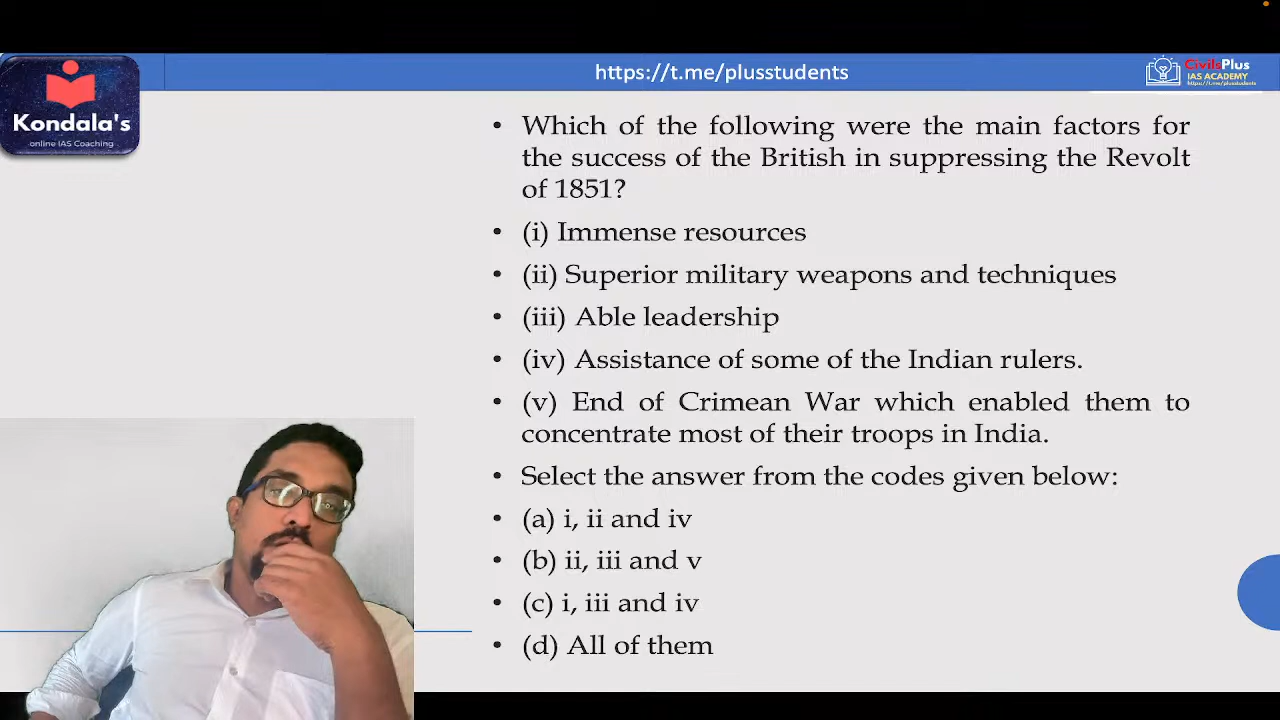 https://t.me/plusstudents
CivilsPlus
IAS ACADEMY
https://t.me/plusstudents
Kondala's
online IAS Coaching
• Which of the following were the main factors for
the success of the British in suppressing the Revolt
of 1851?
• (i) Immense resources
• (ii) Superior military weapons and techniques
• (iii) Able leadership
• (iv) Assistance of some of the Indian rulers.
• (v) End of Crimean War which enabled them to
concentrate most of their troops in India.
• Select the answer from the codes given below:
• (a) i, ii and iv
• (b) ii, iii and v
• (c) i, iii and iv
• (d) All of them